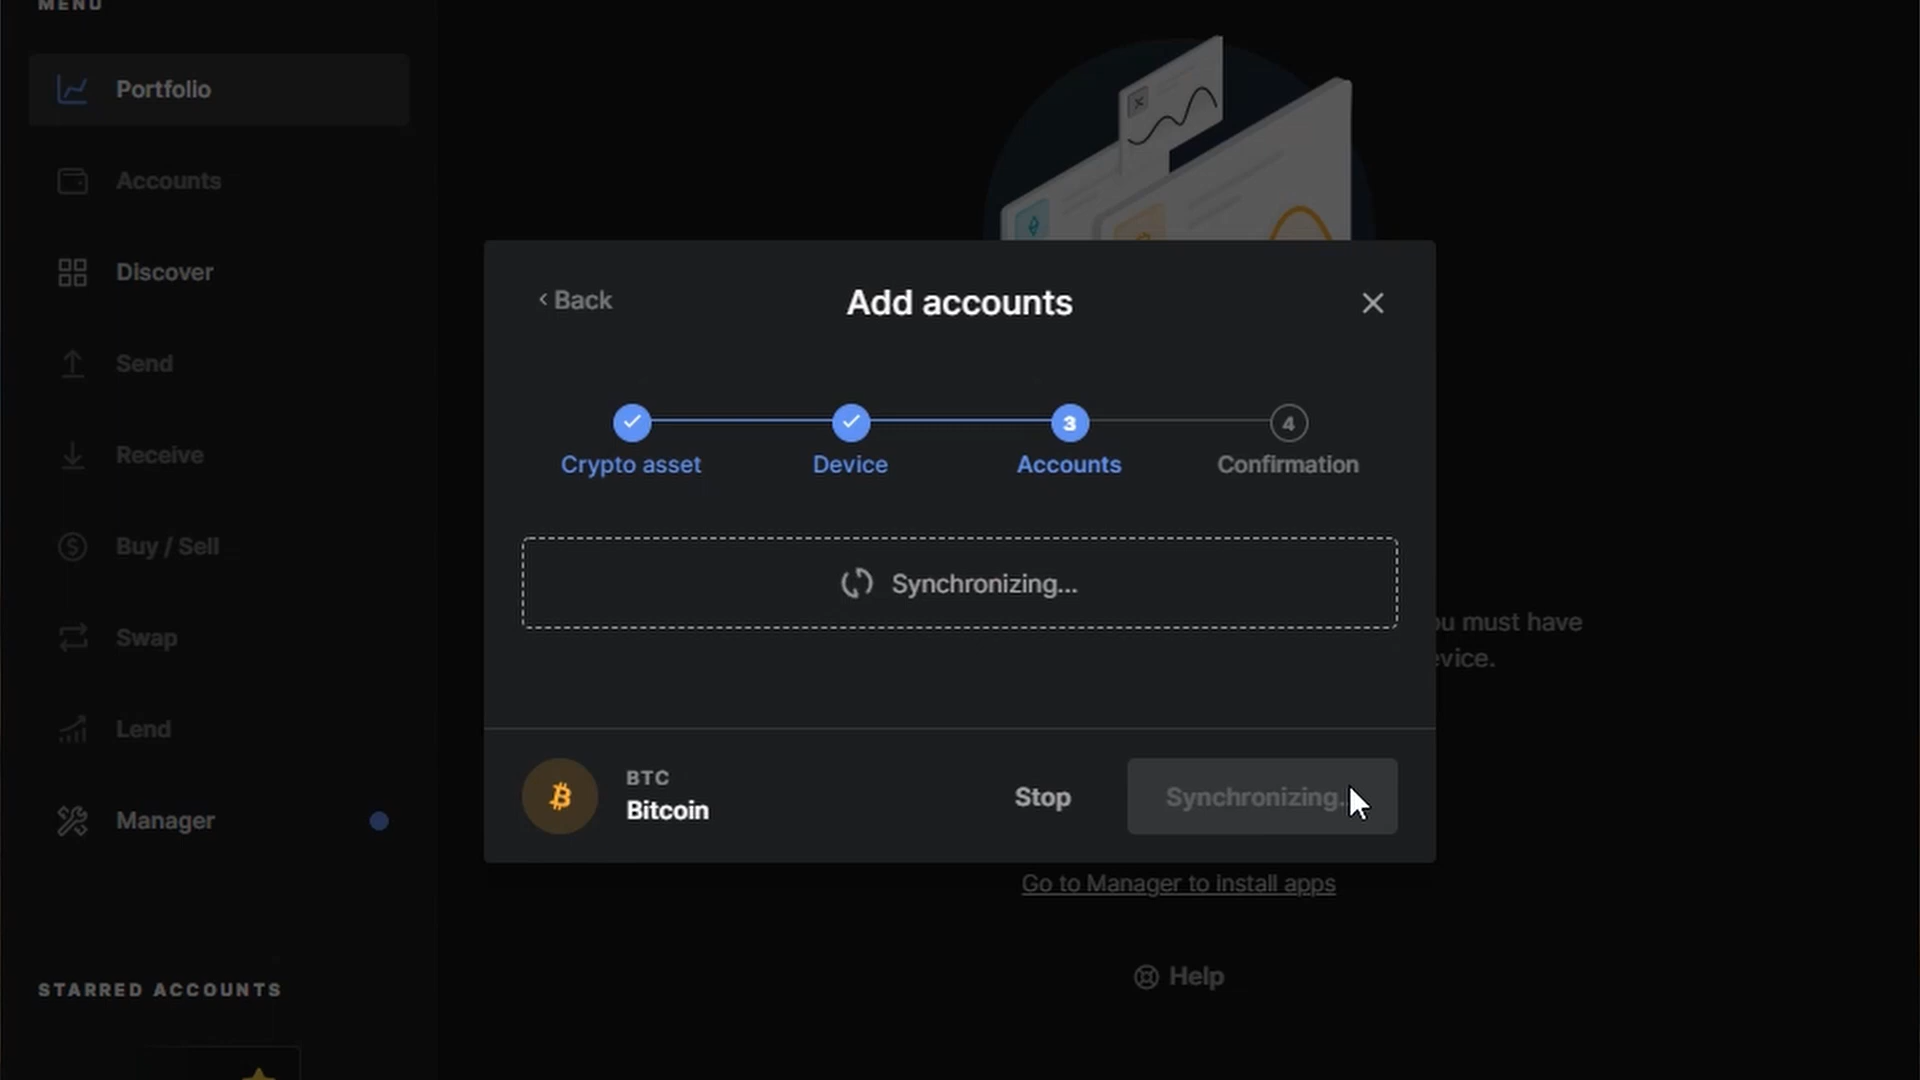 MENU
Portfolio
Accounts
Discover
Send
Receive
Buy / Sell
Swap
Lend
Manager
STARRED ACCOUNTS
Back
Add accounts
3
4
Crypto asset
Device
Accounts
Confirmation
Synchronizing...
BTC
Bitcoin
Stop
Synchronizing...
must have
Go to Manager to install apps
Help